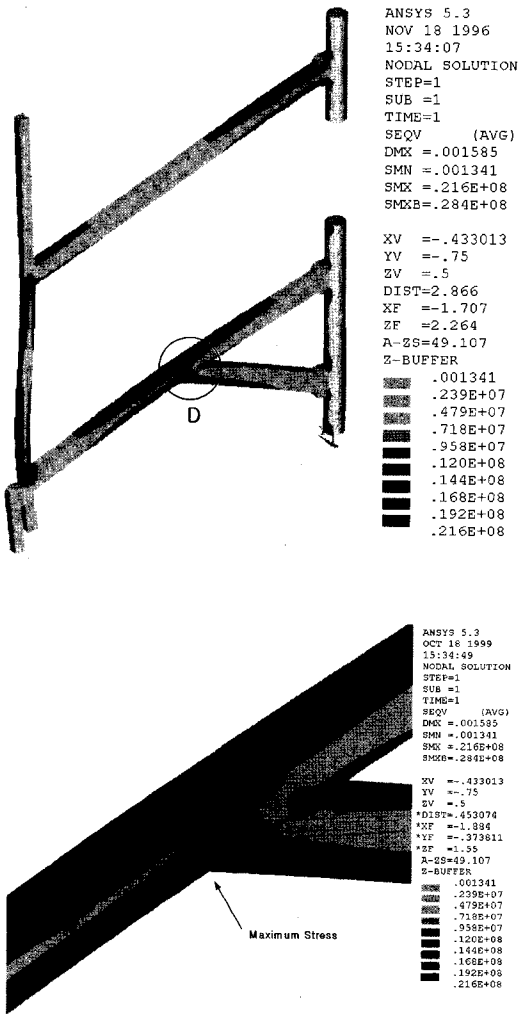 ANSYS 5.3
NOV 18 1996
15:34:07
NODAL SOLUTION
STEP=1
SUB =1
TIME=1
SEQV (AVG)
DMX =.001585
SMN =.001341
SMX =.216E+08
SMXB=.284E+08
XV =-.433013
YV =-.75
ZV =.5
DIST=2.866
XF =-1.707
ZF =2.264
A-ZS=49.107
Z-BUFFER
.001341
.239E+07
.479E+07
.718E+07
.958E+07
.120E+08
.144E+08
.168E+08
.192E+08
.216E+08
D
ANSYS 5.3
OCT 18 1999
15:34:49
NODAL SOLUTION
STEP=1
SUB =1
TIME=1
SEQV (AVG)
DMX =.001585
SMN =.001341
SMX =.216E+08
SMXB=.284E+08
XV =-.433013
YV =-.75
ZV =.5
*DIST=.453074
*XF =-1.884
*YF =-.373811
*ZF =1.55
A-ZS=49.107
Z-BUFFER
.001341
.239E+07
.479E+07
.718E+07
.958E+07
.120E+08
.144E+08
.168E+08
.192E+08
.216E+08
Maximum Stress